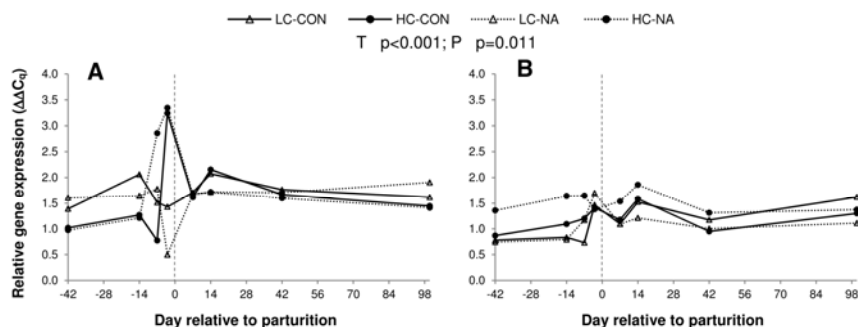 LC-CON HC-CON LC-NA HC-NA
T p<0.001; P p=0.011
A
B
Relative gene expression (ΔΔCq)
4.0
3.5
3.0
2.5
2.0
1.5
1.0
0.5
0.0
-42 -28 -14 0 14 28 42 56 70 84 98
Day relative to parturition
4.0
3.5
3.0
2.5
2.0
1.5
1.0
0.5
0.0
-42 -28 -14 0 14 28 42 56 70 84 98
Day relative to parturition